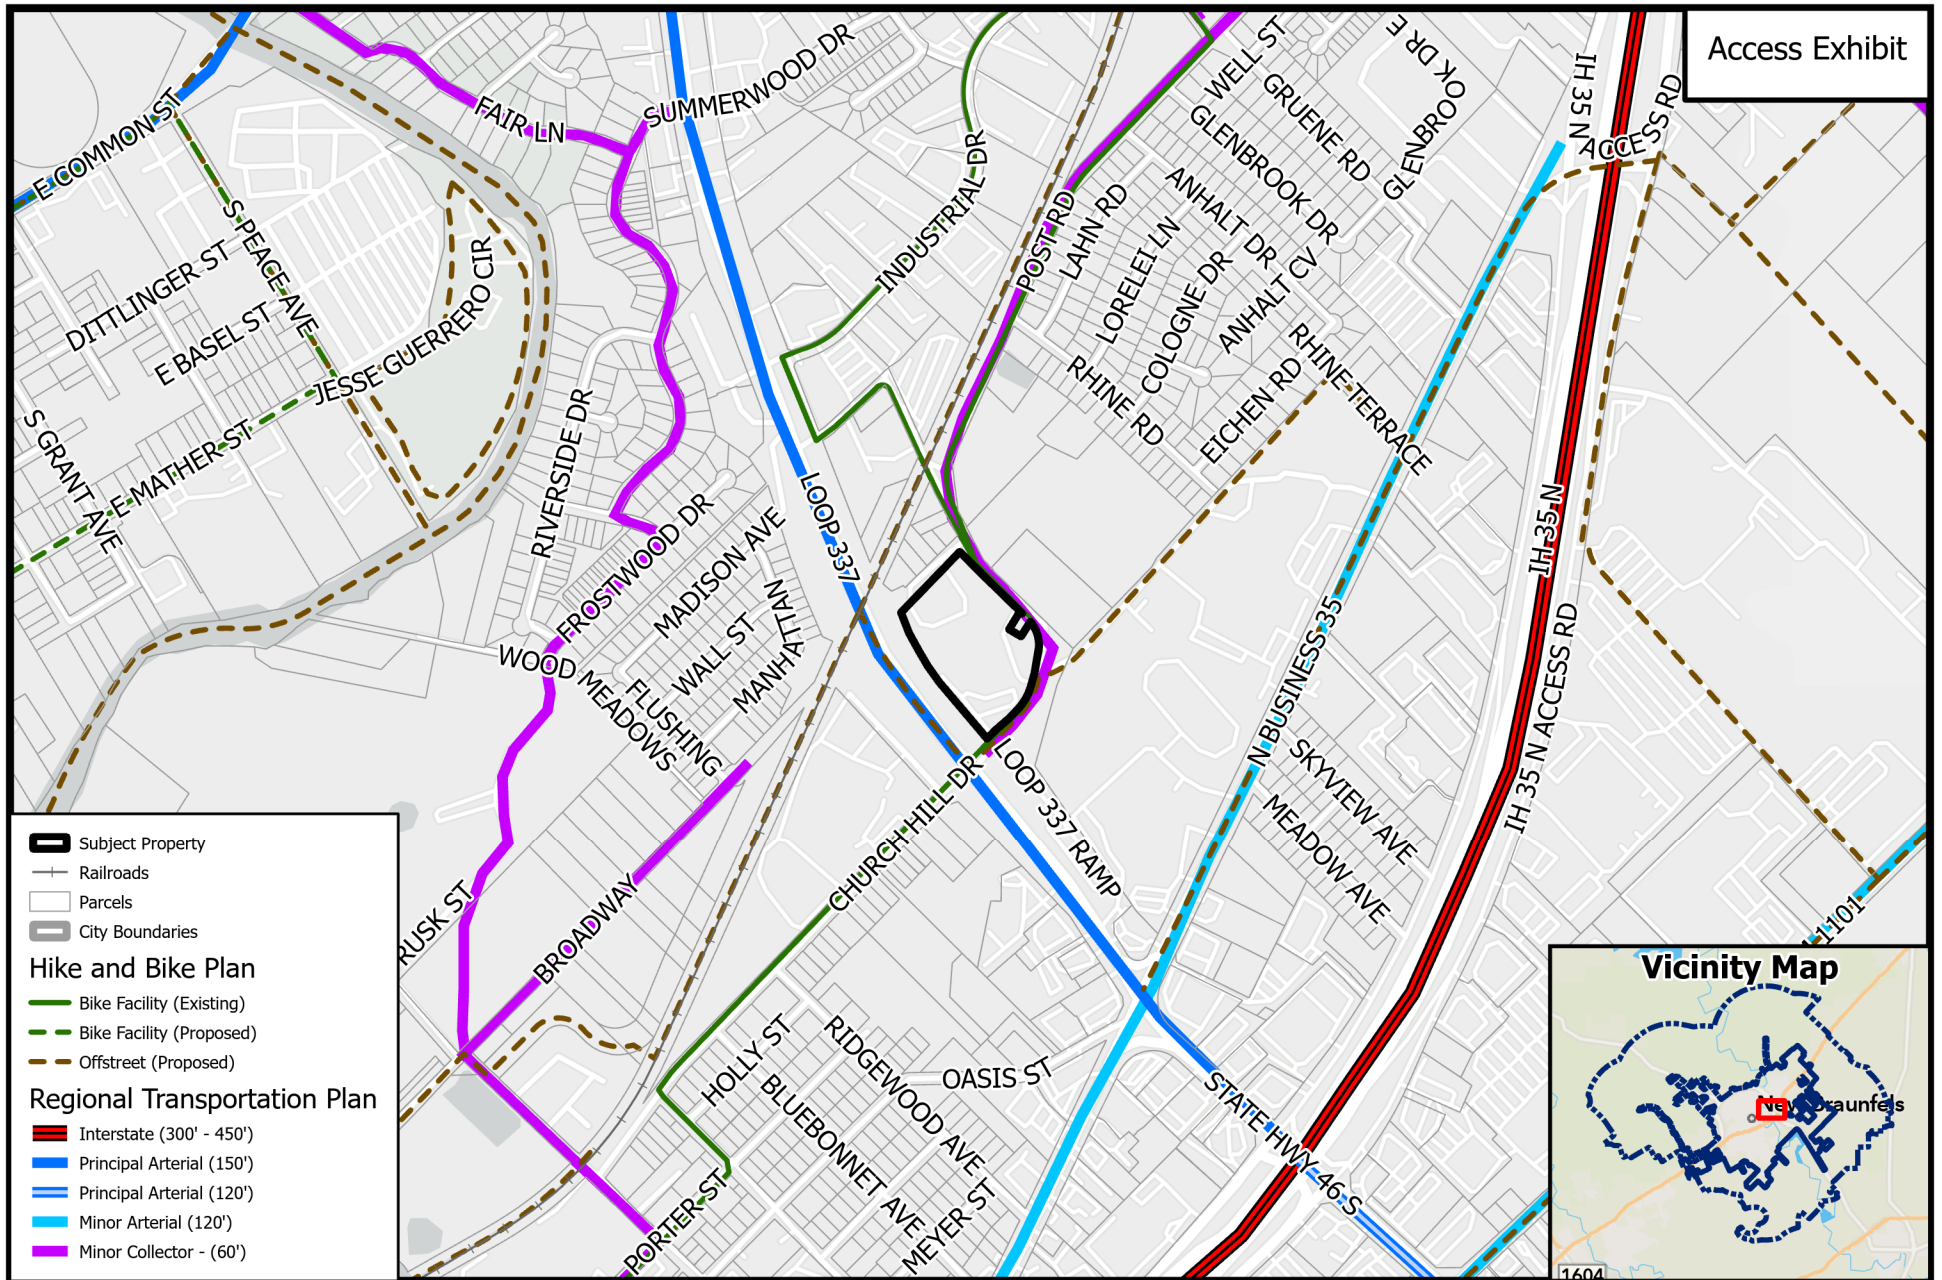 Access Exhibit
E COMMON ST
FAIR LN
SUMMERWOOD DR
INDUSTRIAL DR
WELL ST
GRUENE RD
GLENBROOK DR E
GLENBROOK DR
IH 35 N ACCESS RD
S PEACE AVE
DITTLINGER ST
E BASEL ST
JESSE GUERRERO CIR
POST RD
LAHN RD
LORELEI LN
ANHALT DR
COLOGNE DR
ANHALT CV
RHINE RD
EICHEN RD
RHINE TERRACE
S GRANT AVE
E MATHER ST
RIVERSIDE DR
LOOP 337
IH 35 N
FROSTWOOD DR
MADISON AVE
WALL ST
MANHATTAN
WOOD MEADOWS
FLUSHING
N BUSINESS 35
IH 35 N ACCESS RD
SKYVIEW AVE
MEADOW AVE
CHURCH HILL DR
LOOP 337 RAMP
RUSK ST
BROADWAY
HOLLY ST
RIDGEWOOD AVE
BLUEBONNET AVE
OASIS ST
MEYER ST
PORTER ST
STATE HWY 46 S
1101
Subject Property
Railroads
Parcels
City Boundaries
Hike and Bike Plan
Bike Facility (Existing)
Bike Facility (Proposed)
Offstreet (Proposed)
Regional Transportation Plan
Interstate (300' - 450')
Principal Arterial (150')
Principal Arterial (120')
Minor Arterial (120')
Minor Collector - (60')
Vicinity Map
New Braunfels
1604